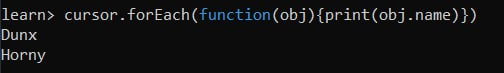 learn> cursor.forEach(function(obj){print(obj.name)})
Dunx
Horny